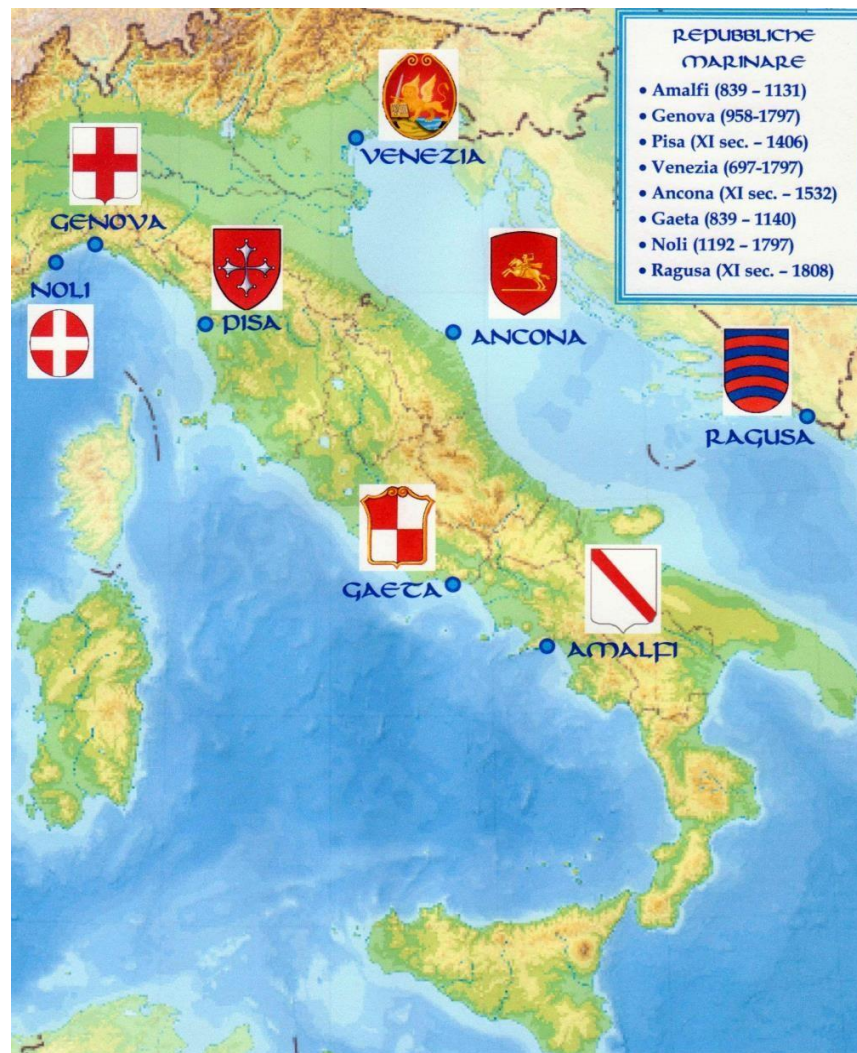 REPUBBLICHE
MARINARE
• Amalfi (839 – 1131)
• Genova (958-1797)
• Pisa (XI sec. – 1406)
• Venezia (697-1797)
• Ancona (XI sec. – 1532)
• Gaeta (839 – 1140)
• Noli (1192 – 1797)
• Ragusa (XI sec. – 1808)
VENEZIA
GENOVA
NOLI
PISA
ANCONA
RAGUSA
GAETA
AMALFI